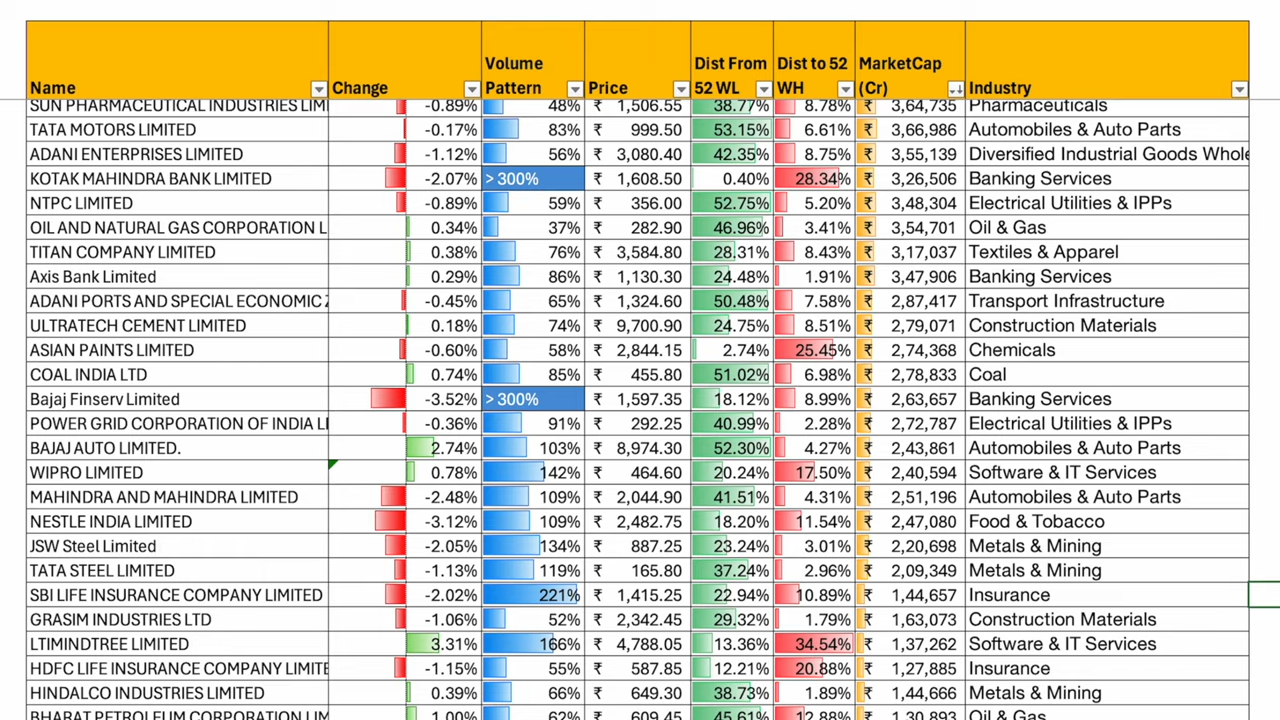 Name Change Volume Pattern Price Dist From 52 WL Dist to 52 WH MarketCap (Cr) Industry
SUN PHARMACEUTICAL INDUSTRIES LIMI -0.89% 48% ₹ 1,506.55 38.77% 8.78% ₹ 3,64,735 Pharmaceuticals
TATA MOTORS LIMITED -0.17% 83% ₹ 999.50 53.15% 6.61% ₹ 3,66,986 Automobiles & Auto Parts
ADANI ENTERPRISES LIMITED -1.12% 56% ₹ 3,080.40 42.35% 8.75% ₹ 3,55,139 Diversified Industrial Goods Whole
KOTAK MAHINDRA BANK LIMITED -2.07% > 300% ₹ 1,608.50 0.40% 28.34% ₹ 3,26,506 Banking Services
NTPC LIMITED -0.89% 59% ₹ 356.00 52.75% 5.20% ₹ 3,48,304 Electrical Utilities & IPPs
OIL AND NATURAL GAS CORPORATION L 0.34% 37% ₹ 282.90 46.96% 3.41% ₹ 3,54,701 Oil & Gas
TITAN COMPANY LIMITED 0.38% 76% ₹ 3,584.80 28.31% 8.43% ₹ 3,17,037 Textiles & Apparel
Axis Bank Limited 0.29% 86% ₹ 1,130.30 24.48% 1.91% ₹ 3,47,906 Banking Services
ADANI PORTS AND SPECIAL ECONOMIC Z -0.45% 65% ₹ 1,324.60 50.48% 7.58% ₹ 2,87,417 Transport Infrastructure
ULTRATECH CEMENT LIMITED 0.18% 74% ₹ 9,700.90 24.75% 8.51% ₹ 2,79,071 Construction Materials
ASIAN PAINTS LIMITED -0.60% 58% ₹ 2,844.15 2.74% 25.45% ₹ 2,74,368 Chemicals
COAL INDIA LTD 0.74% 85% ₹ 455.80 51.02% 6.98% ₹ 2,78,833 Coal
Bajaj Finserv Limited -3.52% > 300% ₹ 1,597.35 18.12% 8.99% ₹ 2,63,657 Banking Services
POWER GRID CORPORATION OF INDIA LI -0.36% 91% ₹ 292.25 40.99% 2.28% ₹ 2,72,787 Electrical Utilities & IPPs
BAJAJ AUTO LIMITED. 2.74% 103% ₹ 8,974.30 52.30% 4.27% ₹ 2,43,861 Automobiles & Auto Parts
WIPRO LIMITED 0.78% 142% ₹ 464.60 20.24% 17.50% ₹ 2,40,594 Software & IT Services
MAHINDRA AND MAHINDRA LIMITED -2.48% 109% ₹ 2,044.90 41.51% 4.31% ₹ 2,51,196 Automobiles & Auto Parts
NESTLE INDIA LIMITED -3.12% 109% ₹ 2,482.75 18.20% 11.54% ₹ 2,47,080 Food & Tobacco
JSW Steel Limited -2.05% 134% ₹ 887.25 23.24% 3.01% ₹ 2,20,698 Metals & Mining
TATA STEEL LIMITED -1.13% 119% ₹ 165.80 37.24% 2.96% ₹ 2,09,349 Metals & Mining
SBI LIFE INSURANCE COMPANY LIMITED -2.02% 221% ₹ 1,415.25 22.94% 10.89% ₹ 1,44,657 Insurance
GRASIM INDUSTRIES LTD -1.06% 52% ₹ 2,342.45 29.32% 1.79% ₹ 1,63,073 Construction Materials
LTIMINDTREE LIMITED 3.31% 166% ₹ 4,788.05 13.36% 34.54% ₹ 1,37,262 Software & IT Services
HDFC LIFE INSURANCE COMPANY LIMITE -1.15% 55% ₹ 587.85 12.21% 20.88% ₹ 1,27,885 Insurance
HINDALCO INDUSTRIES LIMITED 0.39% 66% ₹ 649.30 38.73% 1.89% ₹ 1,44,666 Metals & Mining
BHARAT PETROLEUM CORPORATION LIM 1.00% 62% ₹ 609.45 45.61% 12.88% ₹ 1,30,893 Oil & Gas